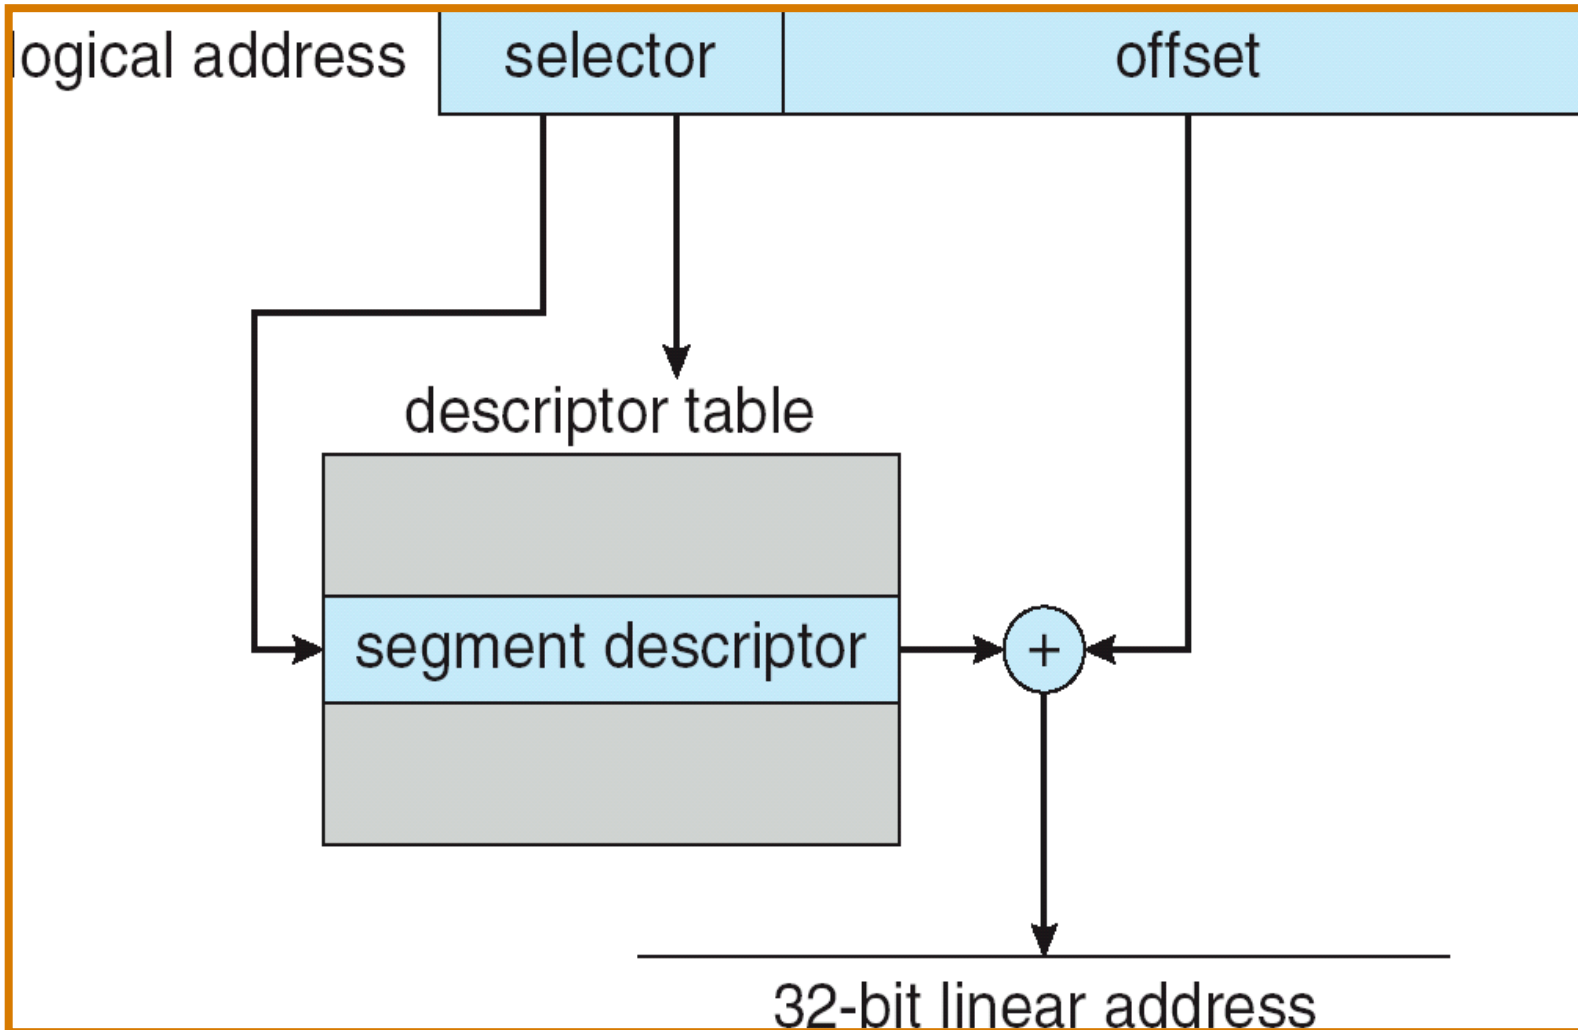 logical address
selector
offset
descriptor table
segment descriptor
+
32-bit linear address